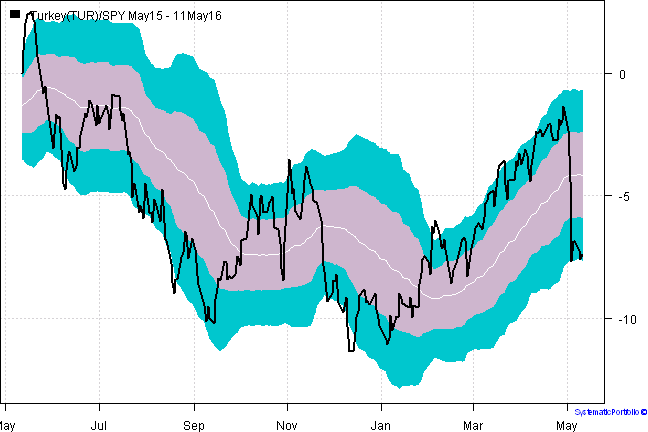 Turkey(TUR)/SPY May15 - 11May16
0
-5
-10
May Jul Sep Nov Jan Mar May
SystematicPortfolio ©